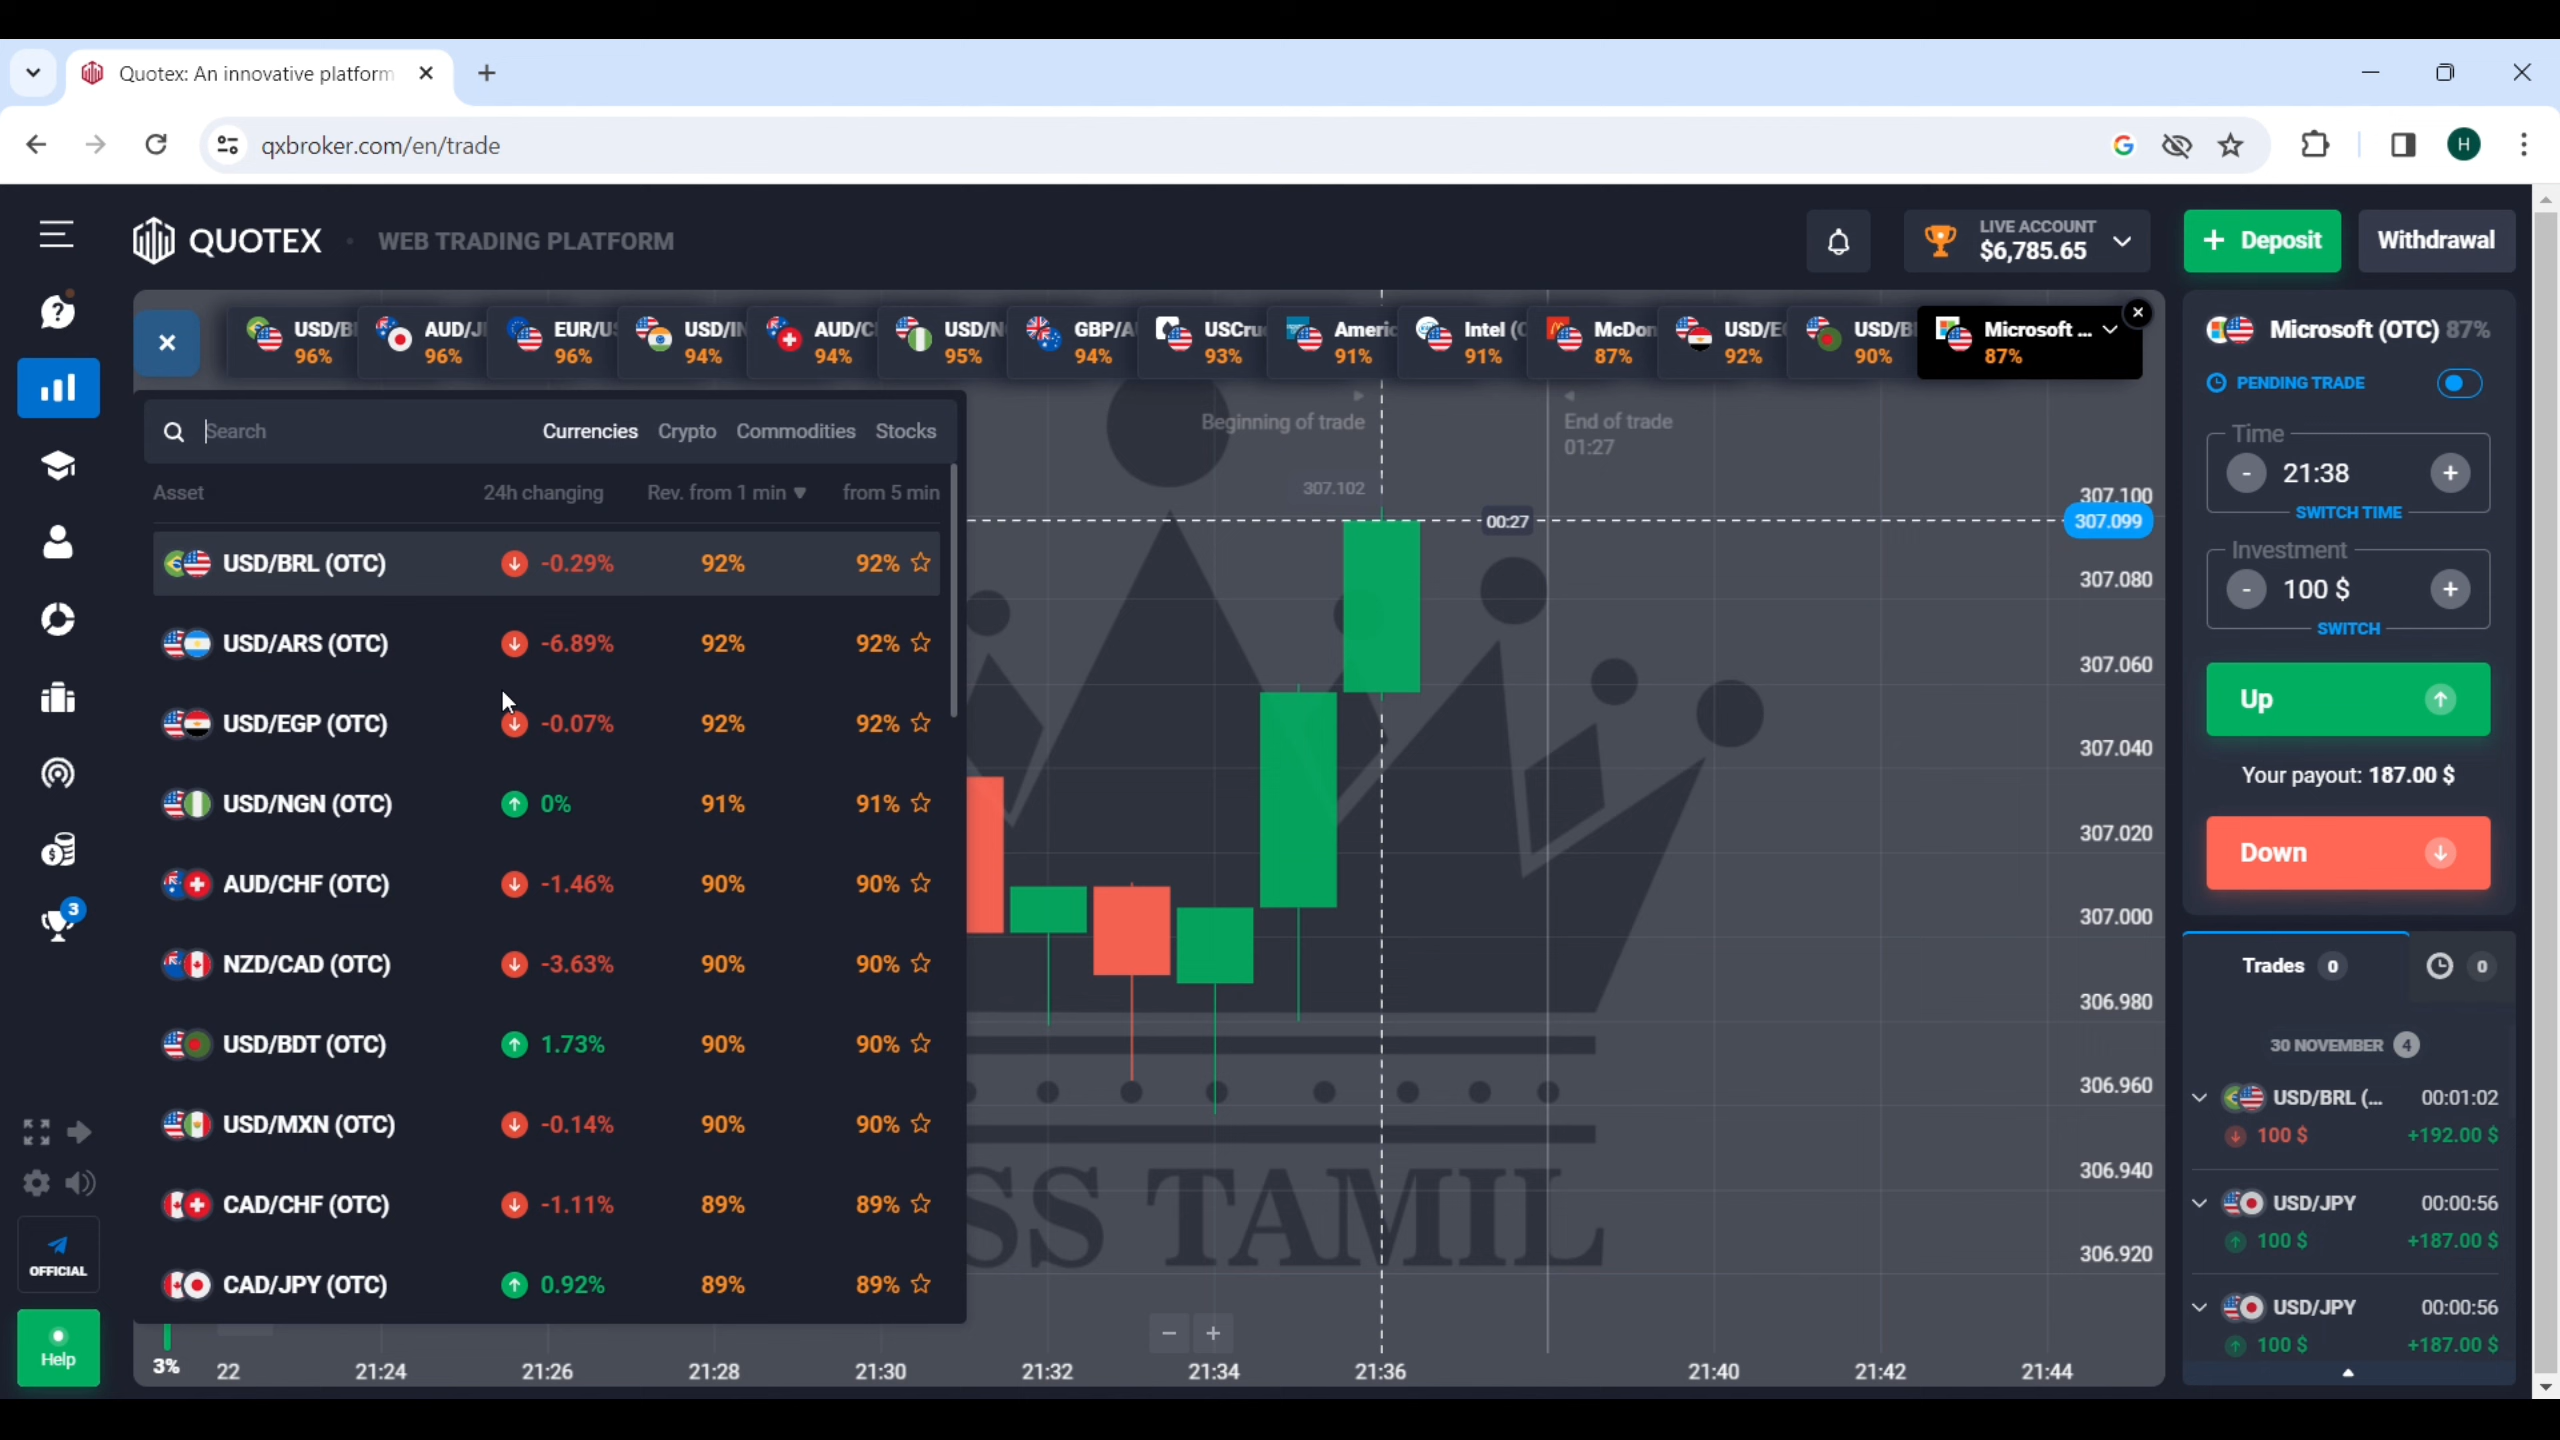 Quotex: An innovative platform
qxbroker.com/en/trade
H
QUOTEX • WEB TRADING PLATFORM
LIVE ACCOUNT
$6,785.65
+ Deposit
Withdrawal
USD/B 96%
AUD/J 96%
EUR/U 96%
USD/IN 94%
AUD/C 94%
USD/N 95%
GBP/A 94%
USCru 93%
Americ 91%
Intel (O 91%
McDon 87%
USD/E 92%
USD/B 90%
Microsoft ... 87%
Search
Currencies Crypto Commodities Stocks
Asset 24h changing Rev. from 1 min from 5 min
USD/BRL (OTC) -0.29% 92% 92%
USD/ARS (OTC) -6.89% 92% 92%
USD/EGP (OTC) -0.07% 92% 92%
USD/NGN (OTC) 0% 91% 91%
AUD/CHF (OTC) -1.46% 90% 90%
NZD/CAD (OTC) -3.63% 90% 90%
USD/BDT (OTC) 1.73% 90% 90%
USD/MXN (OTC) -0.14% 90% 90%
CAD/CHF (OTC) -1.11% 89% 89%
CAD/JPY (OTC) 0.92% 89% 89%
Beginning of trade
End of trade
01:27
307.102
00:27
307.100
307.099
307.080
307.060
307.040
307.020
307.000
306.980
306.960
306.940
306.920
SS TAMIL
3%
22 21:24 21:26 21:28 21:30 21:32 21:34 21:36 21:40 21:42 21:44
3
OFFICIAL
Help
Microsoft (OTC) 87%
PENDING TRADE
Time
- 21:38 +
SWITCH TIME
Investment
- 100 $ +
SWITCH
Up
Your payout: 187.00 $
Down
Trades 0
0
30 NOVEMBER 4
USD/BRL (... 00:01:02
100 $ +192.00 $
USD/JPY 00:00:56
100 $ +187.00 $
USD/JPY 00:00:56
100 $ +187.00 $